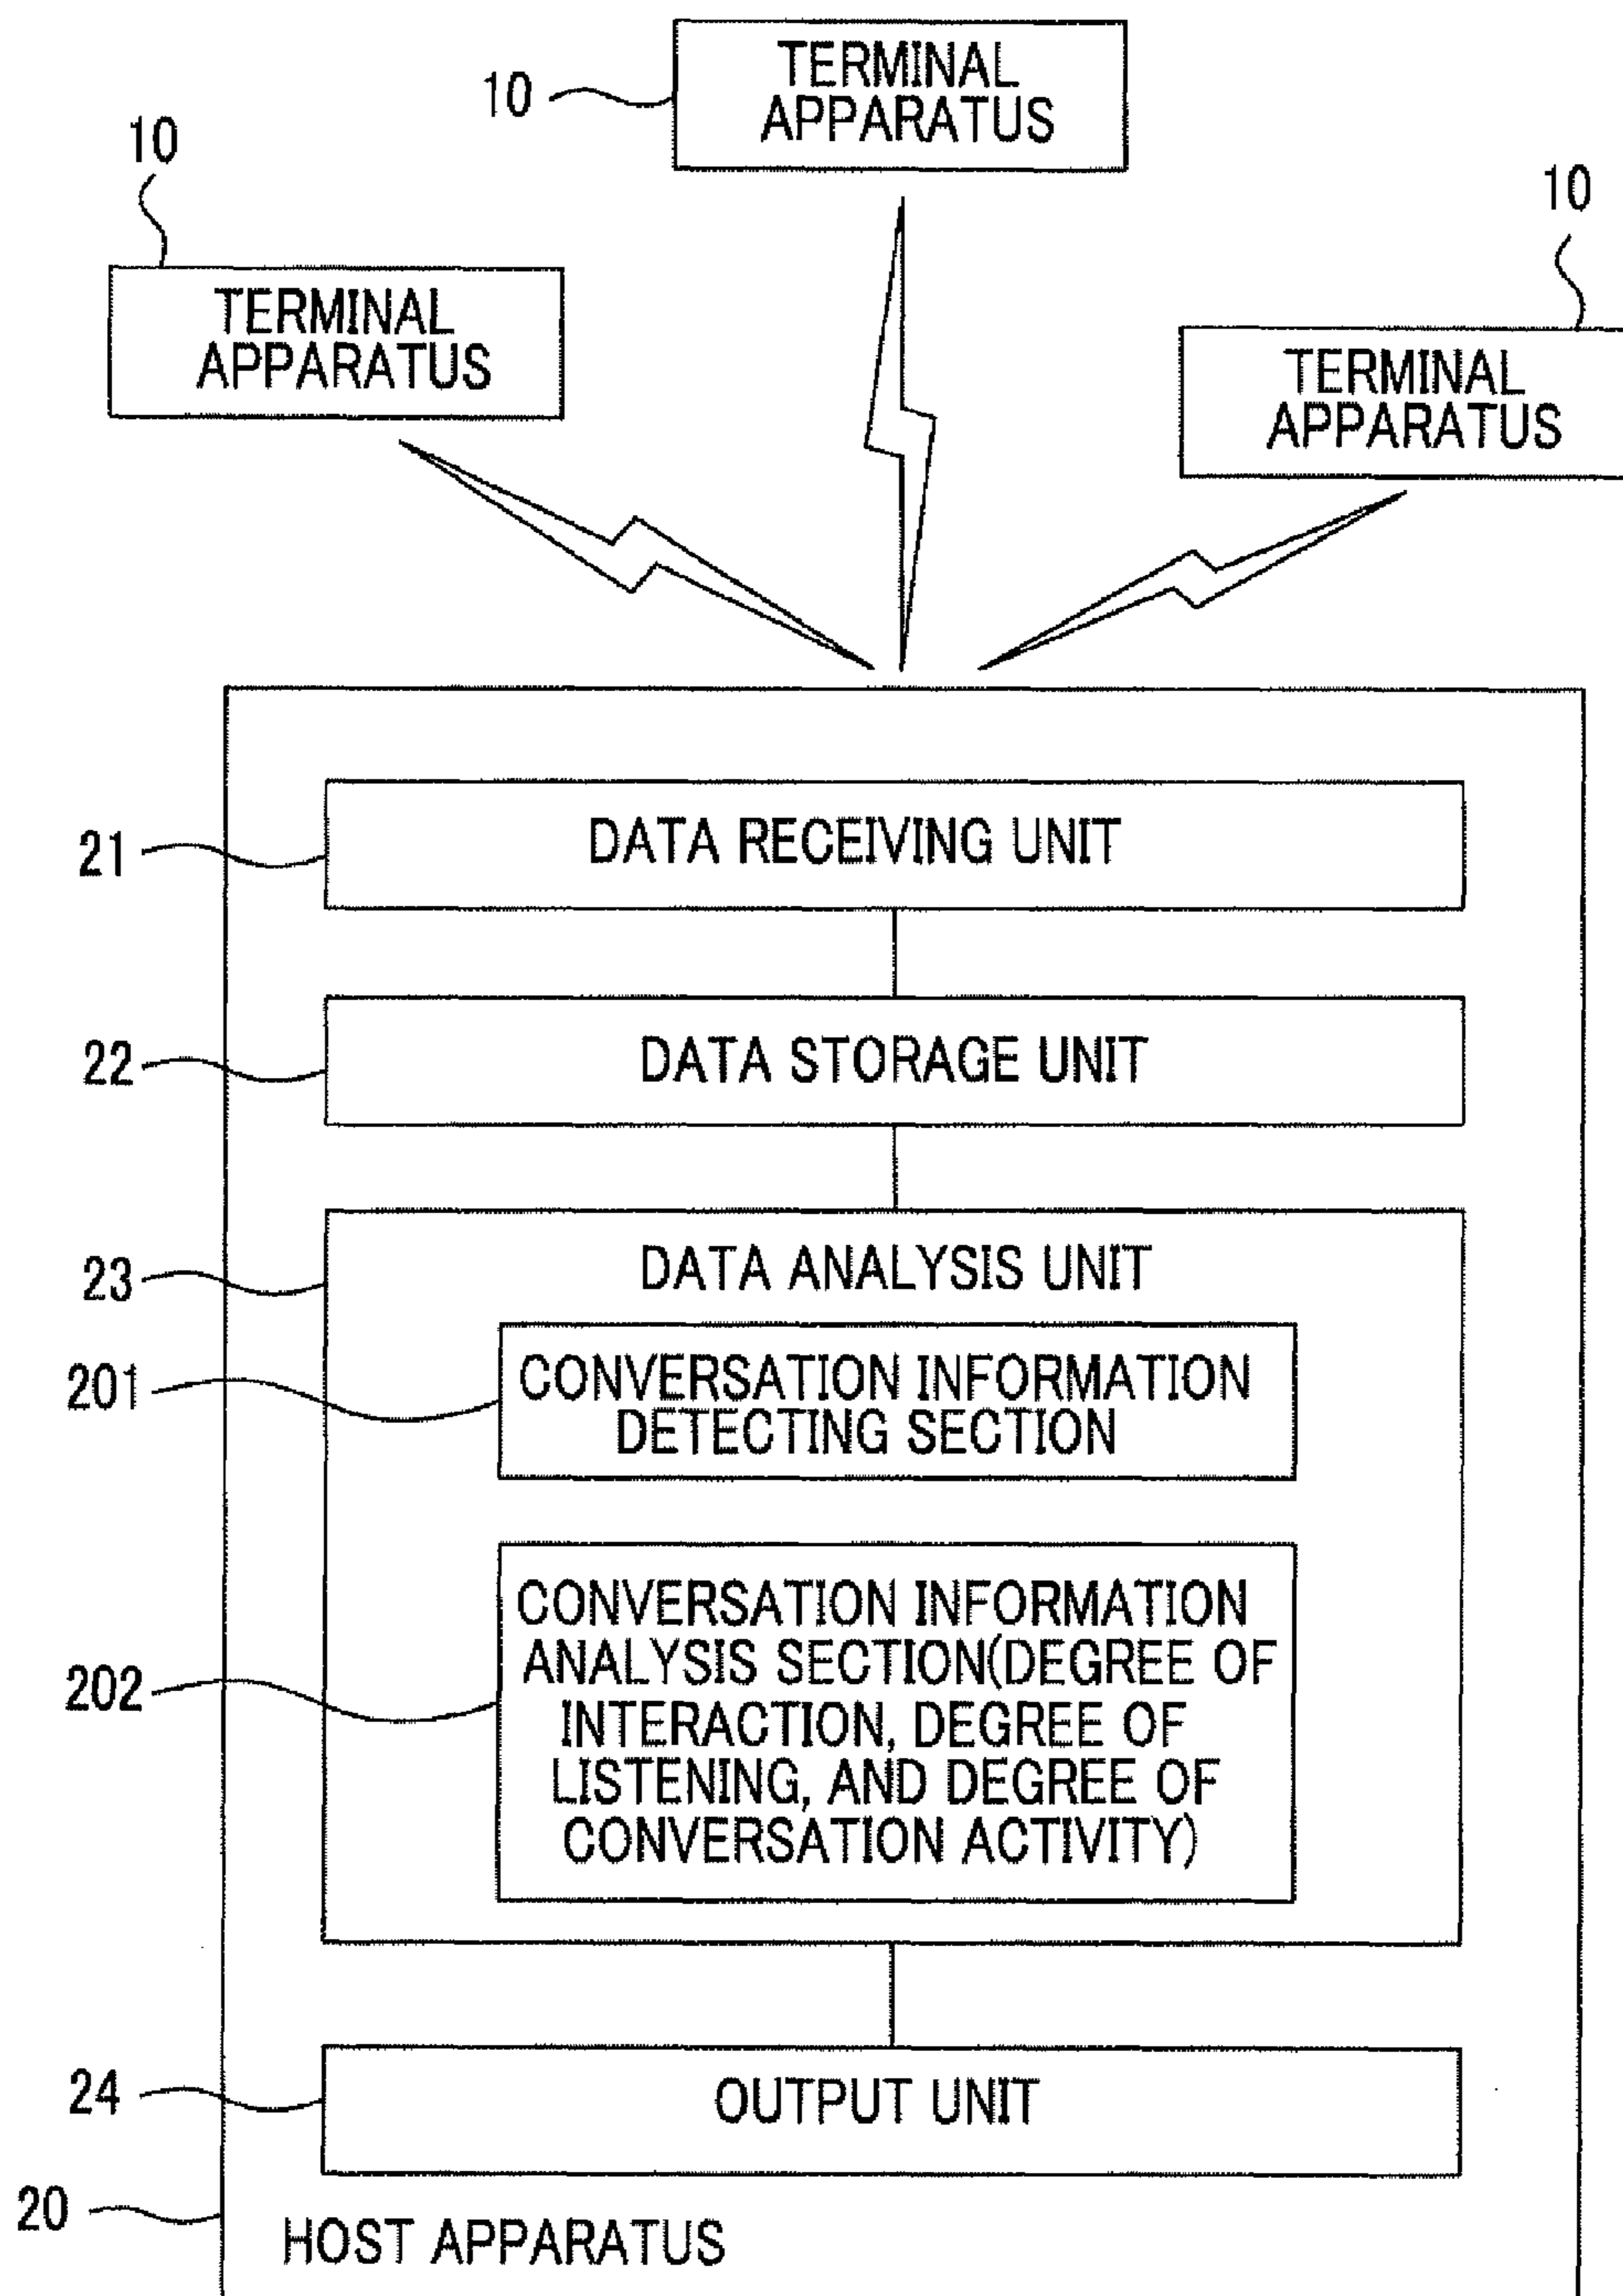 10
TERMINAL
APPARATUS
10
TERMINAL
APPARATUS
10
TERMINAL
APPARATUS
21
DATA RECEIVING UNIT
22
DATA STORAGE UNIT
23
DATA ANALYSIS UNIT
201
CONVERSATION INFORMATION
DETECTING SECTION
202
CONVERSATION INFORMATION
ANALYSIS SECTION(DEGREE OF
INTERACTION, DEGREE OF
LISTENING, AND DEGREE OF
CONVERSATION ACTIVITY)
24
OUTPUT UNIT
20
HOST APPARATUS